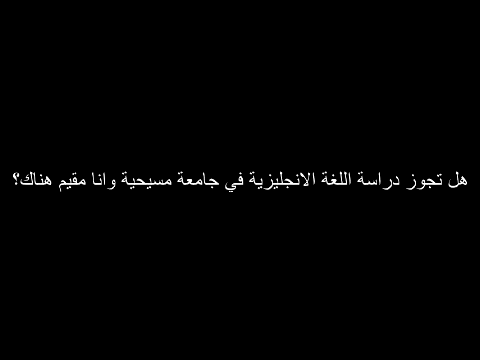 هل تجوز دراسة اللغة الانجليزية في جامعة مسيحية وانا مقيم هناك؟